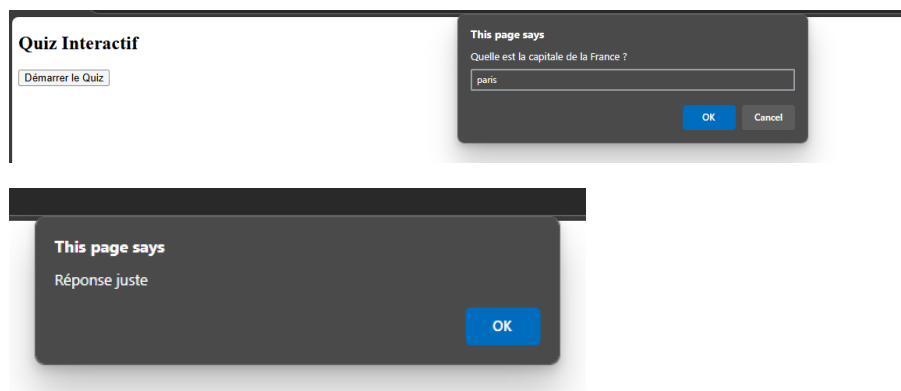 Quiz Interactif
Démarrer le Quiz
This page says
Quelle est la capitale de la France ?
paris
OK Cancel
This page says
Réponse juste
OK